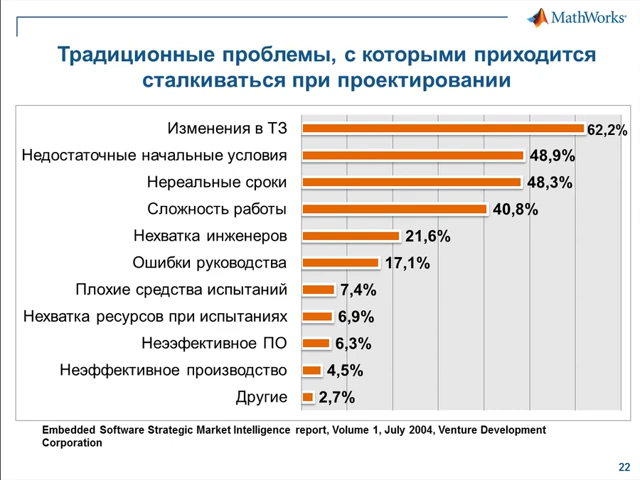 MathWorks
Традиционные проблемы, с которыми приходится
сталкиваться при проектировании
Изменения в ТЗ 62,2%
Недостаточные начальные условия 48,9%
Нереальные сроки 48,3%
Сложность работы 40,8%
Нехватка инженеров 21,6%
Ошибки руководства 17,1%
Плохие средства испытаний 7,4%
Нехватка ресурсов при испытаниях 6,9%
Неээфективное ПО 6,3%
Неэффективное производство 4,5%
Другие 2,7%
Embedded Software Strategic Market Intelligence report, Volume 1, July 2004, Venture Development
Corporation
22